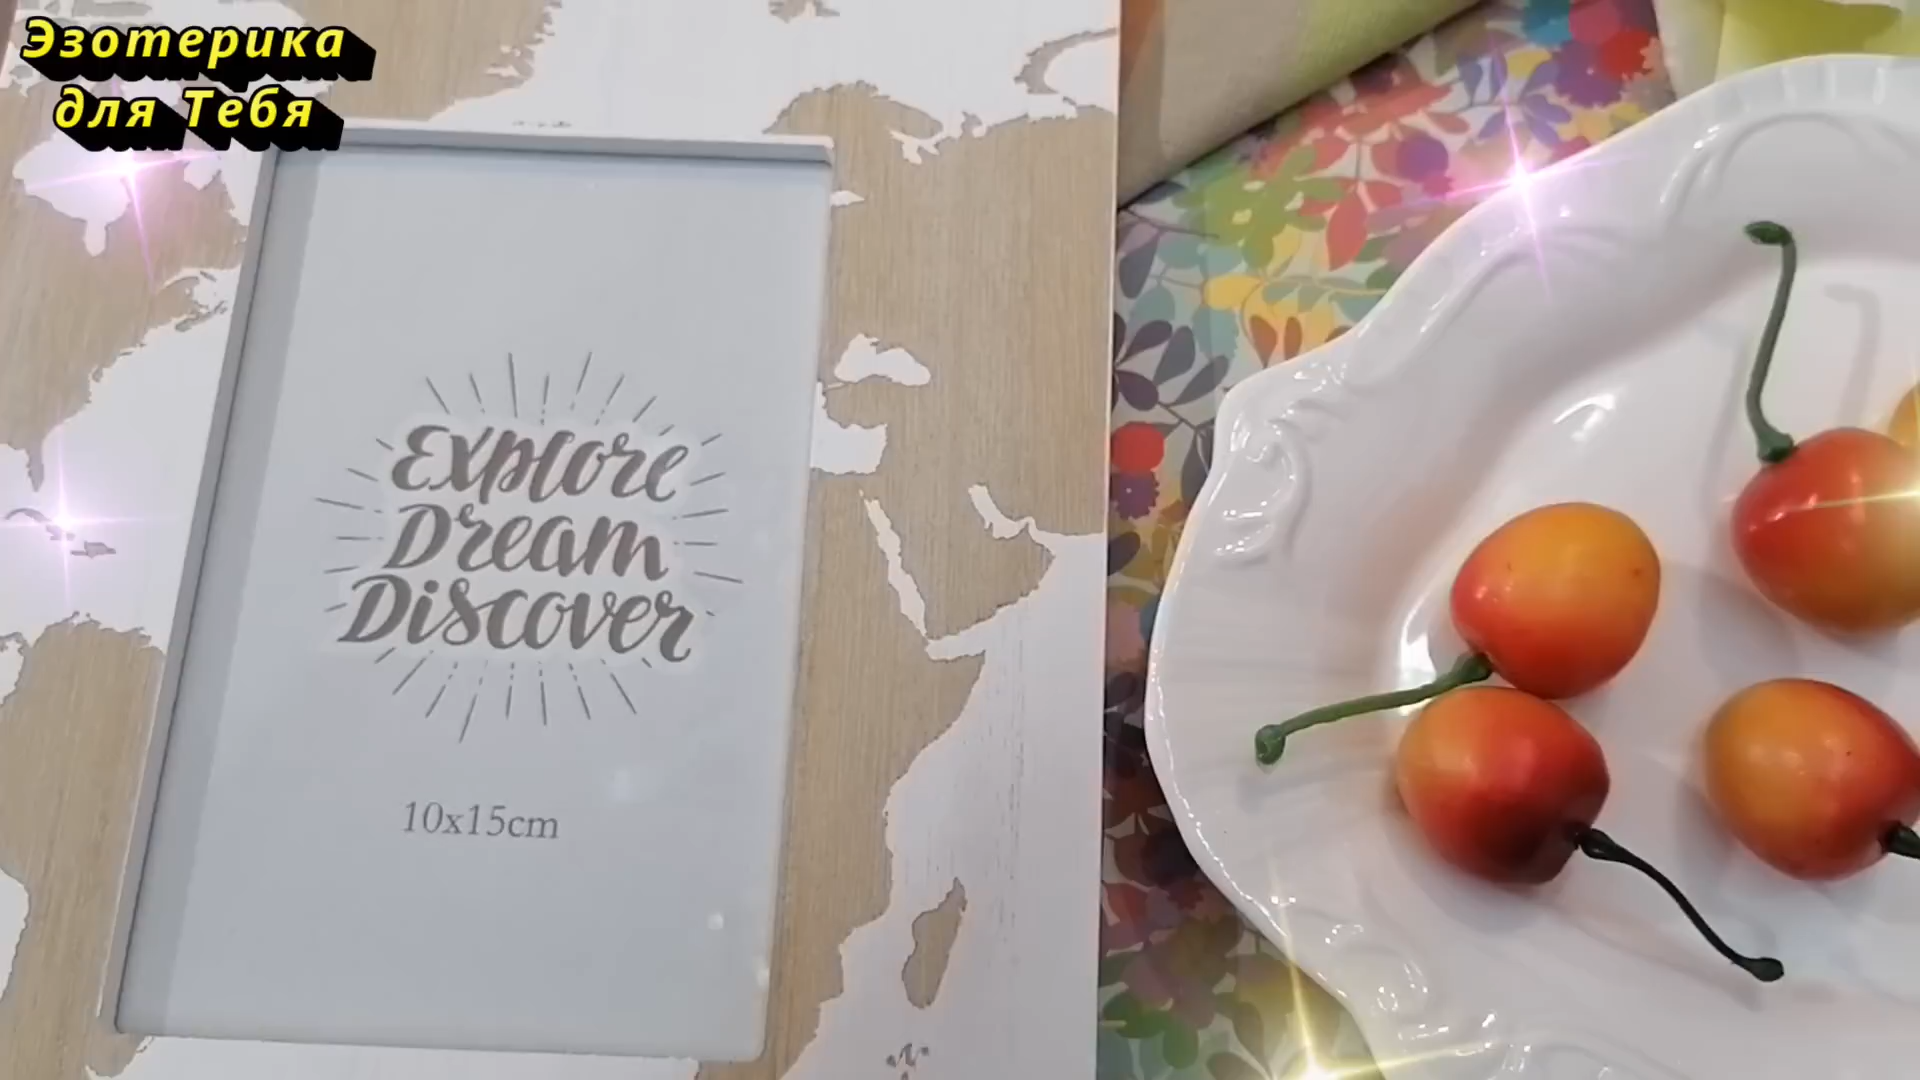 Эзотерика
для Тебя
Explore
Dream
Discover
10x15cm